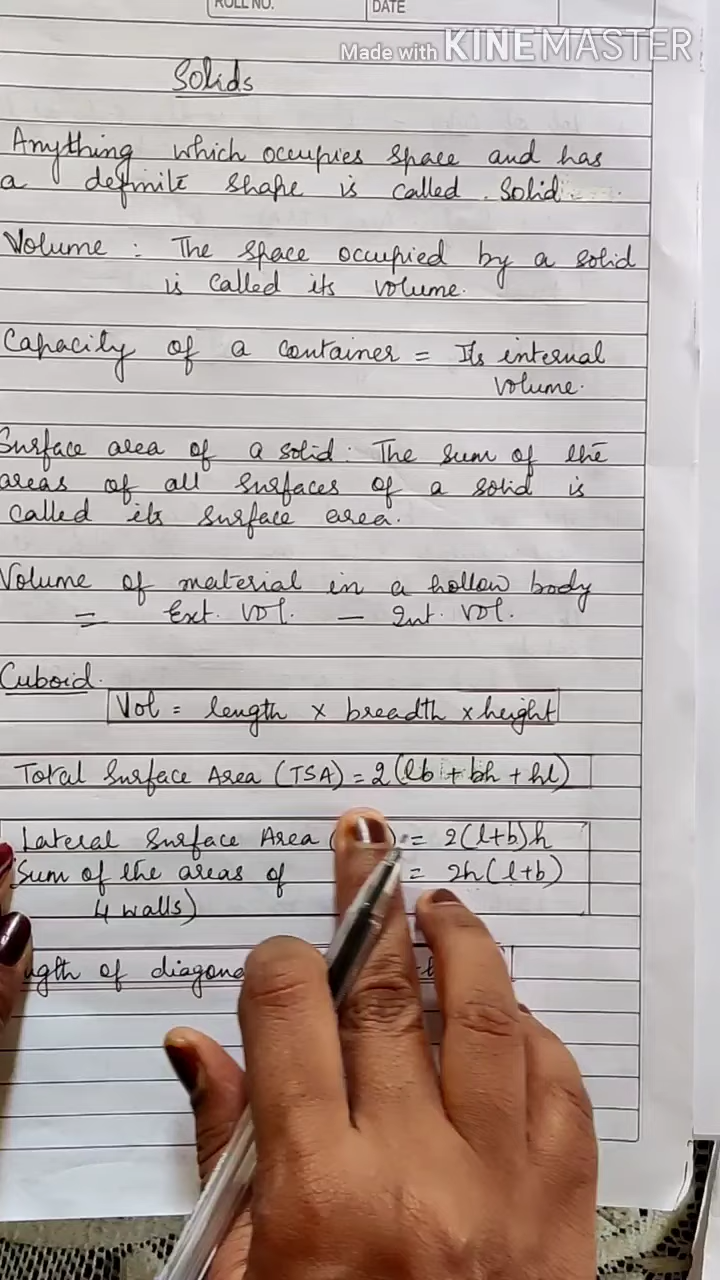 ROLL NO.
DATE
Made with KINEMASTER
Solids
Anything which occupies space and has
a definite shape is called solid
Volume : The space occupied by a solid
is called its volume.
Capacity of a container = Its internal
volume.
Surface area of a solid : The sum of the
areas of all surfaces of a solid is
called its surface area.
Volume of material in a hollow body
= Ext. Vol. — Int. Vol.
Cuboid.
Vol = length × breadth × height
Total Surface Area (TSA) = 2(lb + bh + hl)
Lateral Surface Area ( = 2(l+b)h
Sum of the areas of = 2h(l+b)
4 walls)
of